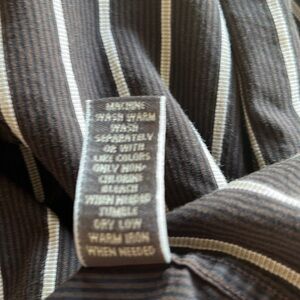 MACHINE
WASH WARM
WASH
SEPARATELY
OR WITH
LIKE COLORS
ONLY NON-
CHLORINE
BLEACH
WHEN NEEDED
TUMBLE
DRY LOW
WARM IRON
WHEN NEEDED